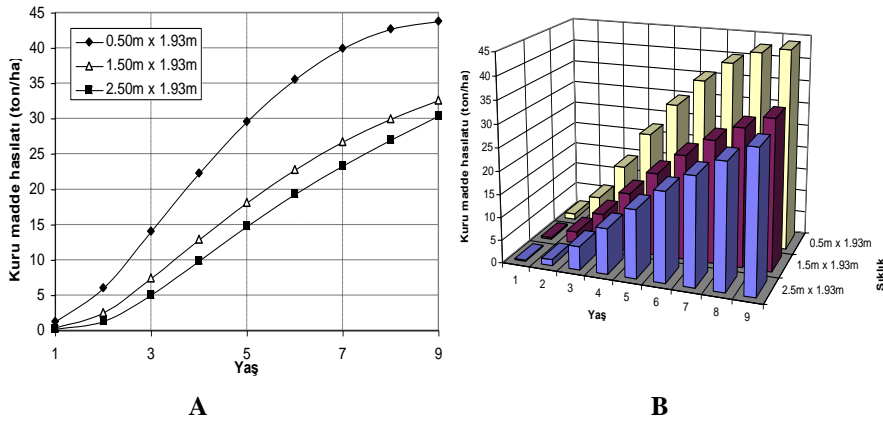 Kuru madde hasılatı (ton/ha)
45
40
35
30
25
20
15
10
5
0
0.50m x 1.93m
1.50m x 1.93m
2.50m x 1.93m
1
3
5
7
9
Yaş
A
Kuru madde hasılatu (ton/ha)
45
40
35
30
25
20
15
10
5
0
1
2
3
4
5
6
7
8
9
Yaş
0.5m x 1.93m
1.5m x 1.93m
2.5m x 1.93m
Sıklık
B